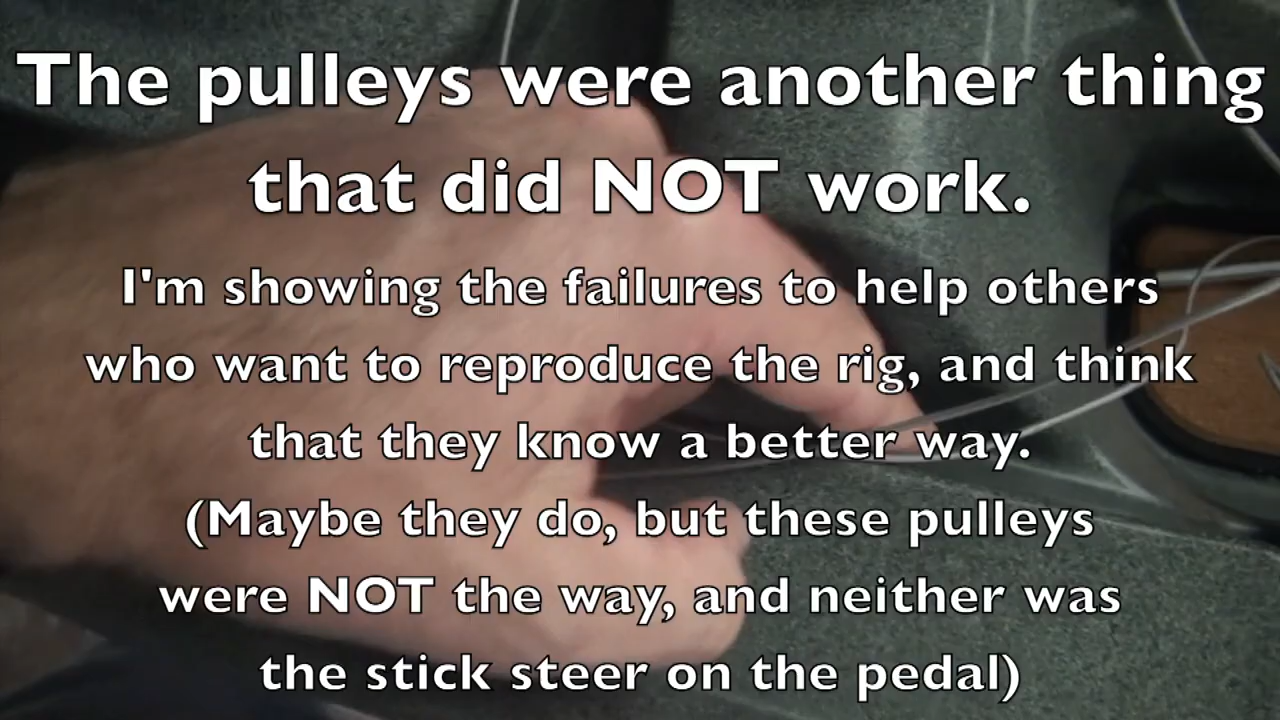 The pulleys were another thing
that did NOT work.
I'm showing the failures to help others
who want to reproduce the rig, and think
that they know a better way.
(Maybe they do, but these pulleys
were NOT the way, and neither was
the stick steer on the pedal)